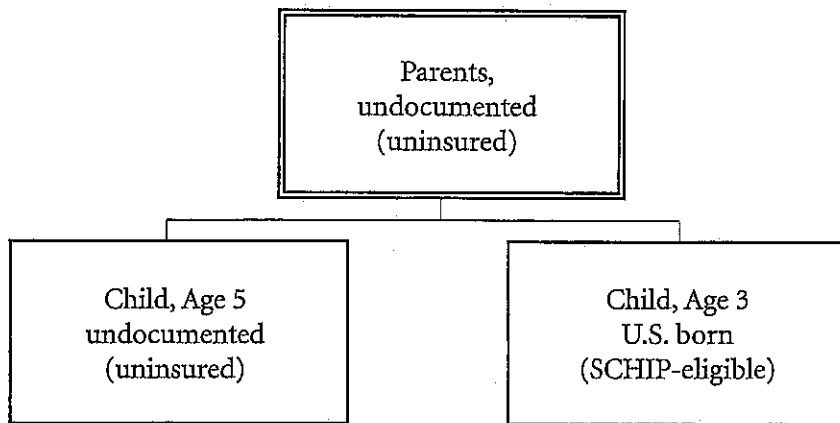 Parents,
undocumented
(uninsured)
Child, Age 5
undocumented
(uninsured)
Child, Age 3
U.S. born
(SCHIP-eligible)